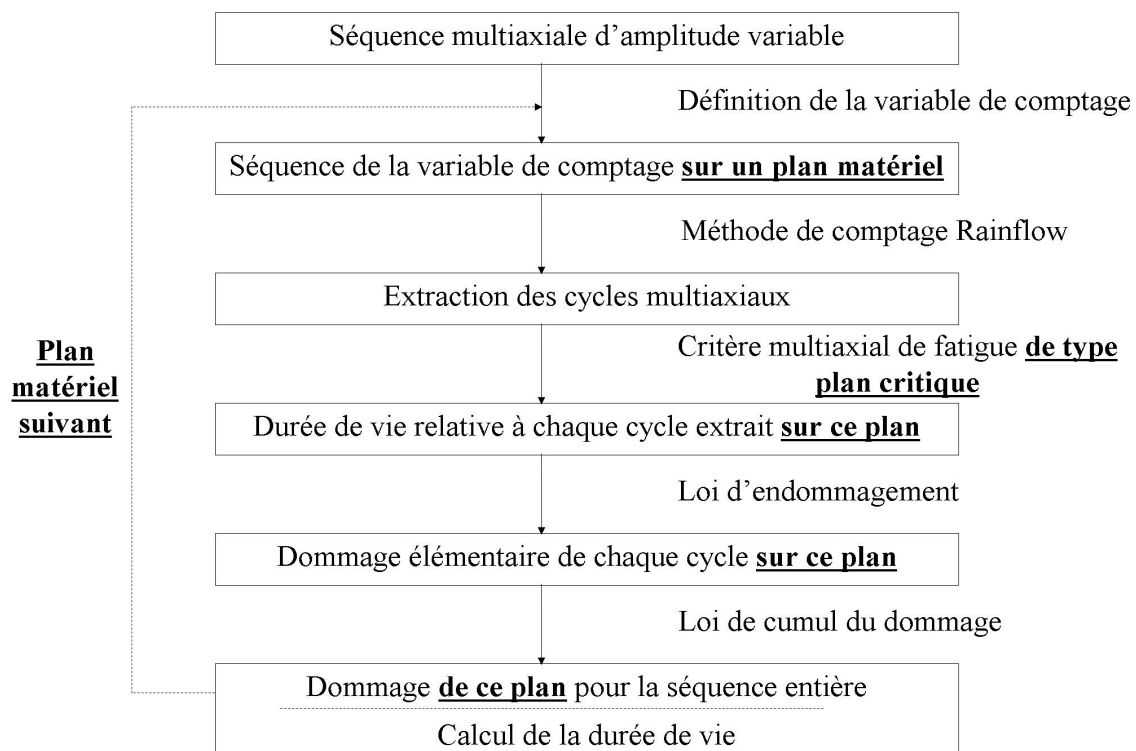 Séquence multiaxiale d’amplitude variable
Définition de la variable de comptage
Séquence de la variable de comptage sur un plan matériel
Méthode de comptage Rainflow
Extraction des cycles multiaxiaux
Critère multiaxial de fatigue de type
plan critique
Plan
matériel
suivant
Durée de vie relative à chaque cycle extrait sur ce plan
Loi d’endommagement
Dommage élémentaire de chaque cycle sur ce plan
Loi de cumul du dommage
Dommage de ce plan pour la séquence entière
Calcul de la durée de vie